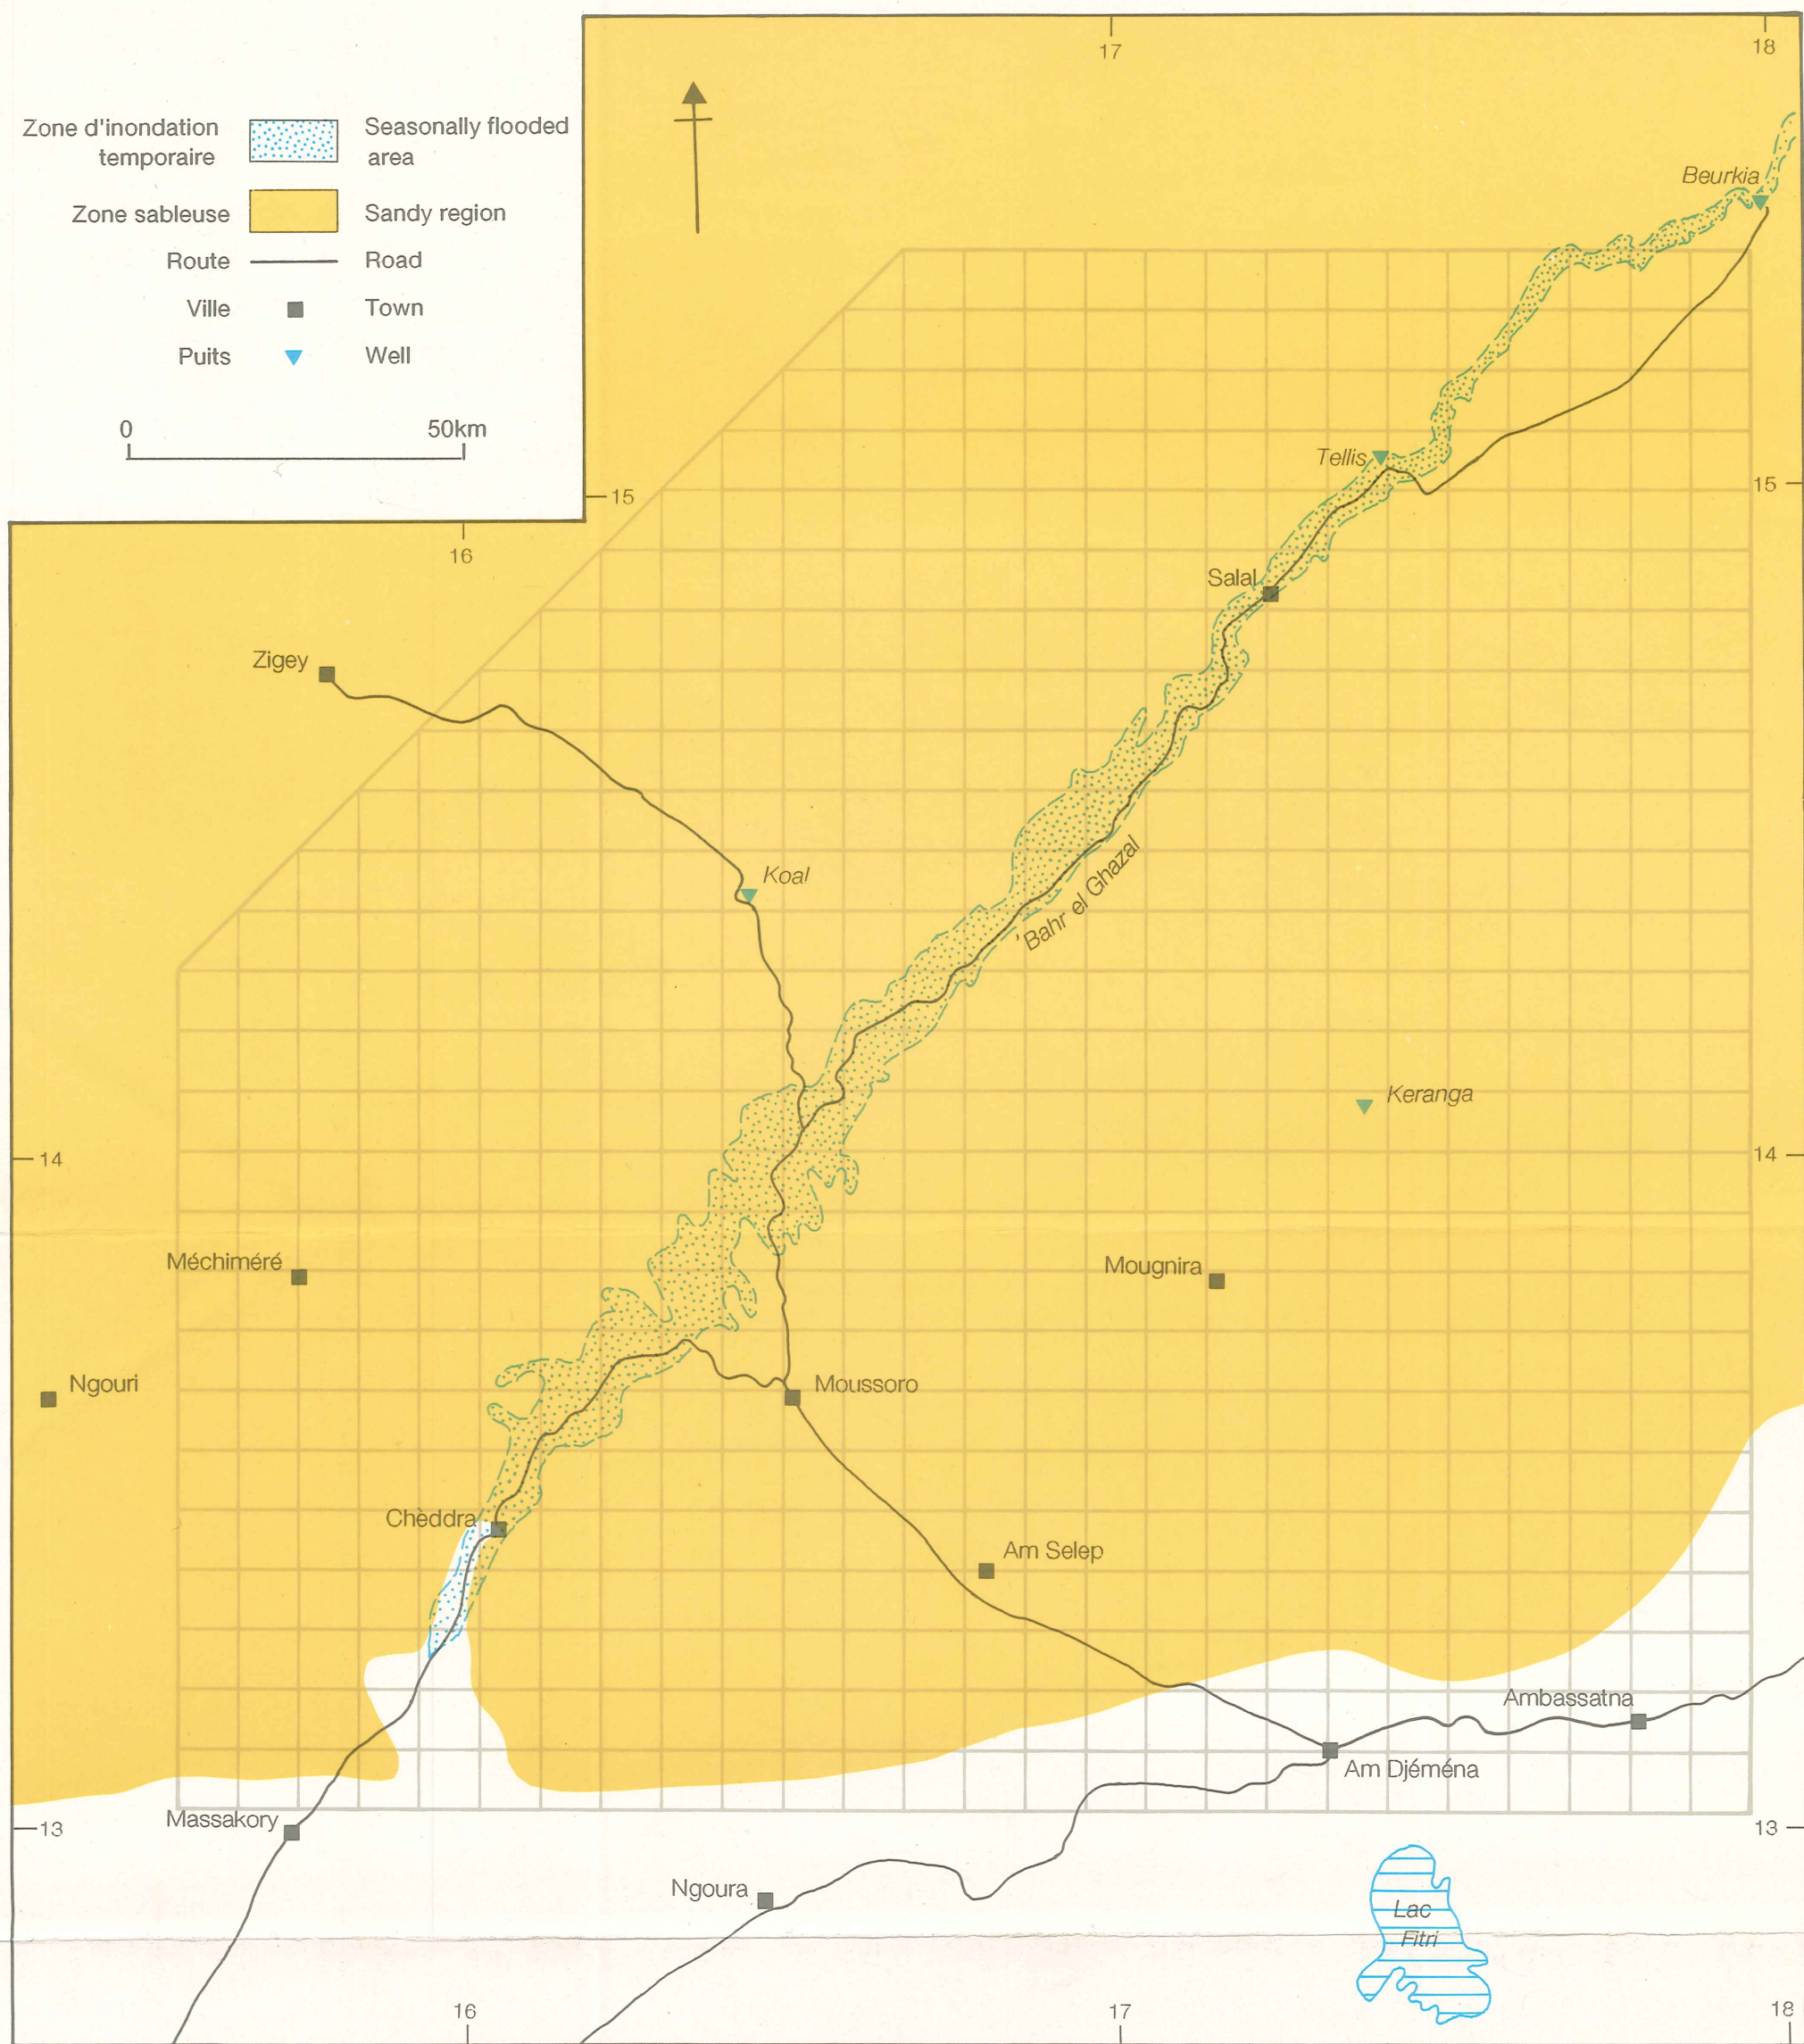 17
18
Zone d'inondation
temporaire
Seasonally flooded
area
Zone sableuse
Sandy region
Route
Road
Ville
Town
Puits
Well
0
50km
Beurkia
Tellis
15
15
16
Salal
Zigey
Koal
Bahr el Ghazal
Keranga
14
14
Méchiméré
Mougnira
Ngouri
Moussoro
Chèddra
Am Selep
Ambassatna
Am Djéména
Massakory
13
13
Ngoura
Lac
Fitri
16
17
18